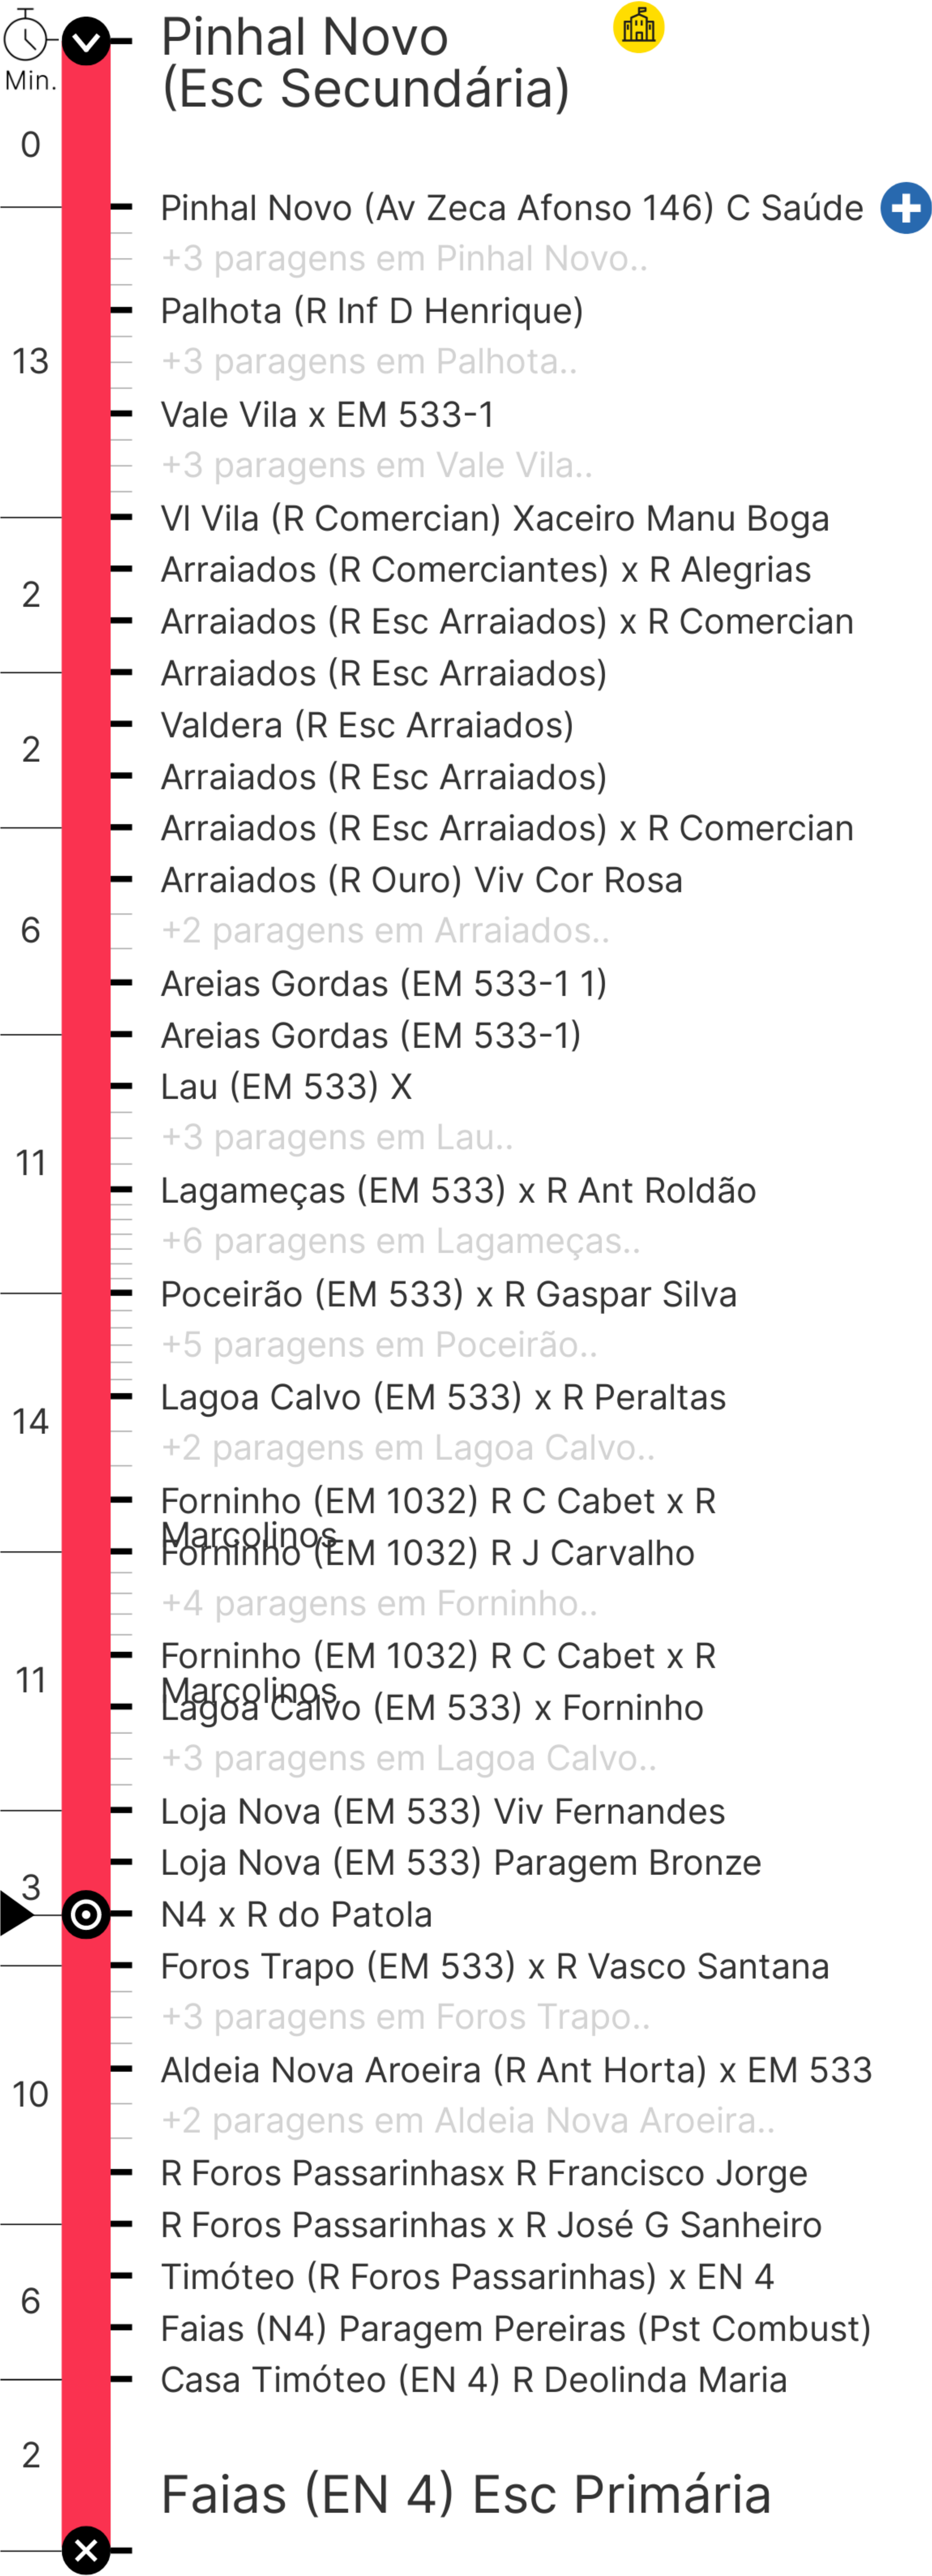 Min.
Pinhal Novo
(Esc Secundária)
0
Pinhal Novo (Av Zeca Afonso 146) C Saúde
+3 paragens em Pinhal Novo..
Palhota (R Inf D Henrique)
13
+3 paragens em Palhota..
Vale Vila x EM 533-1
+3 paragens em Vale Vila..
Vl Vila (R Comercian) Xaceiro Manu Boga
Arraiados (R Comerciantes) x R Alegrias
2
Arraiados (R Esc Arraiados) x R Comercian
Arraiados (R Esc Arraiados)
Valdera (R Esc Arraiados)
2
Arraiados (R Esc Arraiados)
Arraiados (R Esc Arraiados) x R Comercian
Arraiados (R Ouro) Viv Cor Rosa
6
+2 paragens em Arraiados..
Areias Gordas (EM 533-1 1)
Areias Gordas (EM 533-1)
Lau (EM 533) X
+3 paragens em Lau..
11
Lagameças (EM 533) x R Ant Roldão
+6 paragens em Lagameças..
Poceirão (EM 533) x R Gaspar Silva
+5 paragens em Poceirão..
Lagoa Calvo (EM 533) x R Peraltas
14
+2 paragens em Lagoa Calvo..
Forninho (EM 1032) R C Cabet x R
Marcolinos
Forninho (EM 1032) R J Carvalho
+4 paragens em Forninho..
Forninho (EM 1032) R C Cabet x R
Marcolinos
11
Lagoa Calvo (EM 533) x Forninho
+3 paragens em Lagoa Calvo..
Loja Nova (EM 533) Viv Fernandes
Loja Nova (EM 533) Paragem Bronze
3
N4 x R do Patola
Foros Trapo (EM 533) x R Vasco Santana
+3 paragens em Foros Trapo..
Aldeia Nova Aroeira (R Ant Horta) x EM 533
10
+2 paragens em Aldeia Nova Aroeira..
R Foros Passarinhasx R Francisco Jorge
R Foros Passarinhas x R José G Sanheiro
Timóteo (R Foros Passarinhas) x EN 4
6
Faias (N4) Paragem Pereiras (Pst Combust)
Casa Timóteo (EN 4) R Deolinda Maria
2
Faias (EN 4) Esc Primária